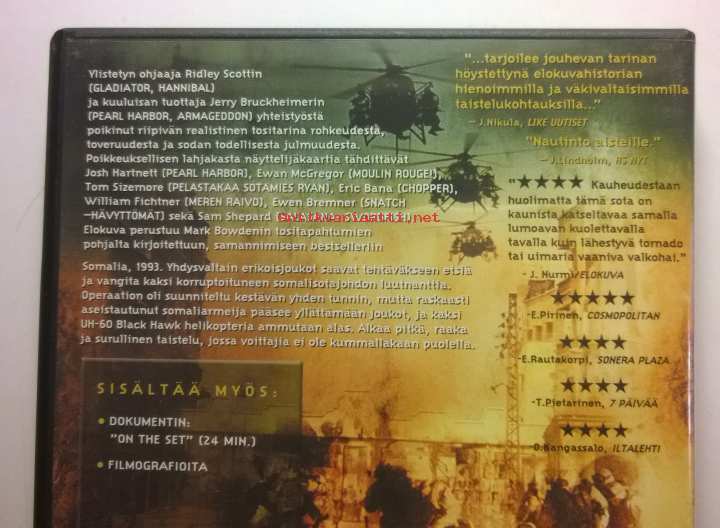 Ylistetyn ohjaaja Ridley Scottin
(GLADIATOR, HANNIBAL)
ja kuuluisan tuottaja Jerry Bruckheimerin
(PEARL HARBOR, ARMAGEDDON) yhteistyöstä
poikinut riipivän realistinen tositarina rohkeudesta,
toveruudesta ja sodan todellisesta julmuudesta.
Poikkeuksellisen lahjakasta näyttelijäkaartia tähdittävät
Josh Hartnett (PEARL HARBOR), Ewan McGregor (MOULIN ROUGE!),
Tom Sizemore (PELASTAKAA SOTAMIES RYAN), Eric Bana (CHOPPER),
William Fichtner (MEREN RAIVO), Ewen Bremner (SNATCH
–HÄVYTTÖMÄT) sekä Sam Shepard
Elokuva perustuu Mark Bowdenin tositapahtumien
pohjalta kirjoitettuun, samannimiseen bestselleriin
Somalia, 1993. Yhdysvaltain erikoisjoukot saavat tehtäväkseen etsiä
ja vangita kaksi korruptoituneen somalisotajohdon luutnanttia.
Operaation oli suunniteltu kestävän yhden tunnin, mutta raskaasti
aseistautunut somaliarmeija pääsee yllättämään joukot, ja kaksi
UH-60 Black Hawk helikopteria ammutaan alas. Alkaa pitkä, raaka
ja surullinen taistelu, jossa voittajia ei ole kummallakaan puolella.
SISÄLTÄÄ MYÖS:
• DOKUMENTIN:
"ON THE SET" (24 MIN.)
• FILMOGRAFIOITA
"...tarjoilee jouhevan tarinan
höystettynä elokuvahistorian
hienoimmilla ja väkivaltaisimmilla
taistelukohtauksilla..."
– J.Nikula, LIKE UUTISET
"Nautinto aisteille."
– J.Lindholm, HS NYT
"★★★★ Kauheudestaan
huolimatta tämä sota on
kaunista katseltavaa samalla
lumoavan kuolettavalla
tavalla kuin lähestyvä tornado
tai uimaria vaaniva valkohai."
- J. Nurmi/ELOKUVA
★★★★★
-E.Pirinen, COSMOPOLITAN
★★★★
-E.Rautakorpi, SONERA PLAZA
★★★★
-T.Pietarinen, 7 PÄIVÄÄ
★★★★
-O.Kangassalo, ILTALEHTI